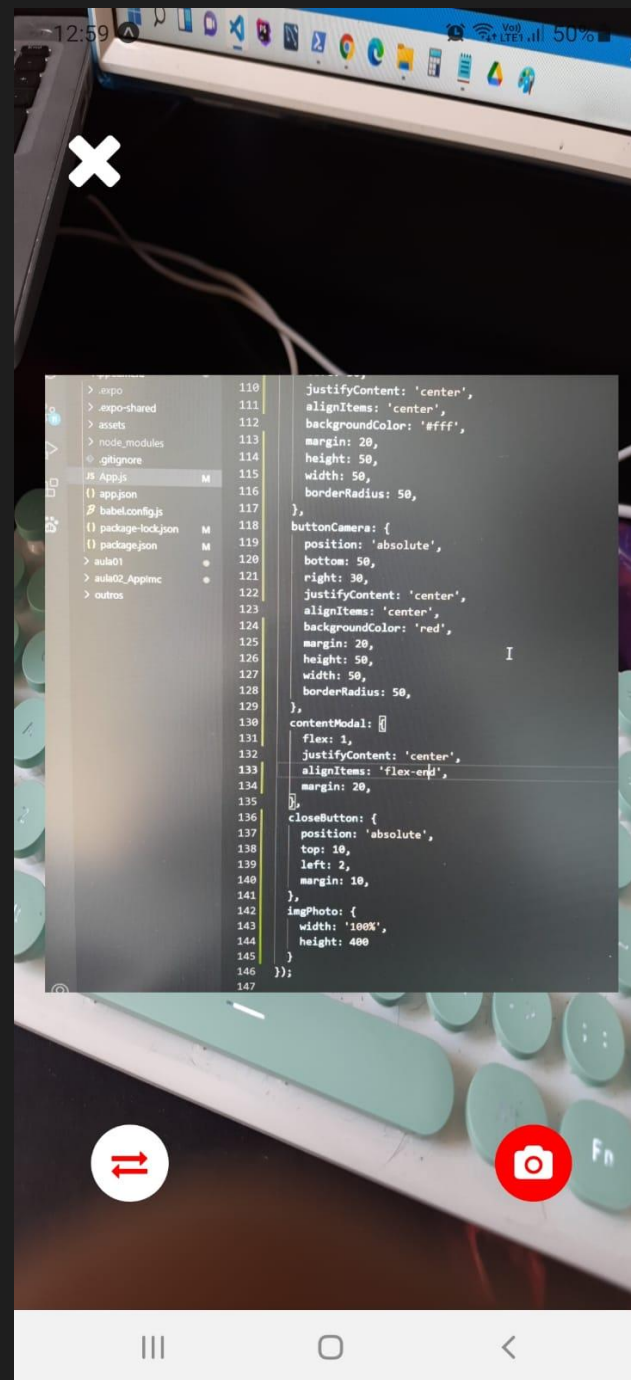 12:59
Vo)) LTE1 50%
.expo
.expo-shared
assets
node_modules
.gitignore
JS App.js M
{} app.json
babel.config.js
{} package-lock.json M
{} package.json M
aula01
aula02_AppImc
outros
110 justifyContent: 'center',
111 alignItems: 'center',
112 backgroundColor: '#fff',
113 margin: 20,
114 height: 50,
115 width: 50,
116 borderRadius: 50,
117 },
118 buttonCamera: {
119 position: 'absolute',
120 bottom: 50,
121 right: 30,
122 justifyContent: 'center',
123 alignItems: 'center',
124 backgroundColor: 'red',
125 margin: 20,
126 height: 50,
127 width: 50,
128 borderRadius: 50,
129 },
130 contentModal: {
131 flex: 1,
132 justifyContent: 'center',
133 alignItems: 'flex-end',
134 margin: 20,
135 },
136 closeButton: {
137 position: 'absolute',
138 top: 10,
139 left: 2,
140 margin: 10,
141 },
142 imgPhoto: {
143 width: '100%',
144 height: 400
145 }
146 });
147
Fn